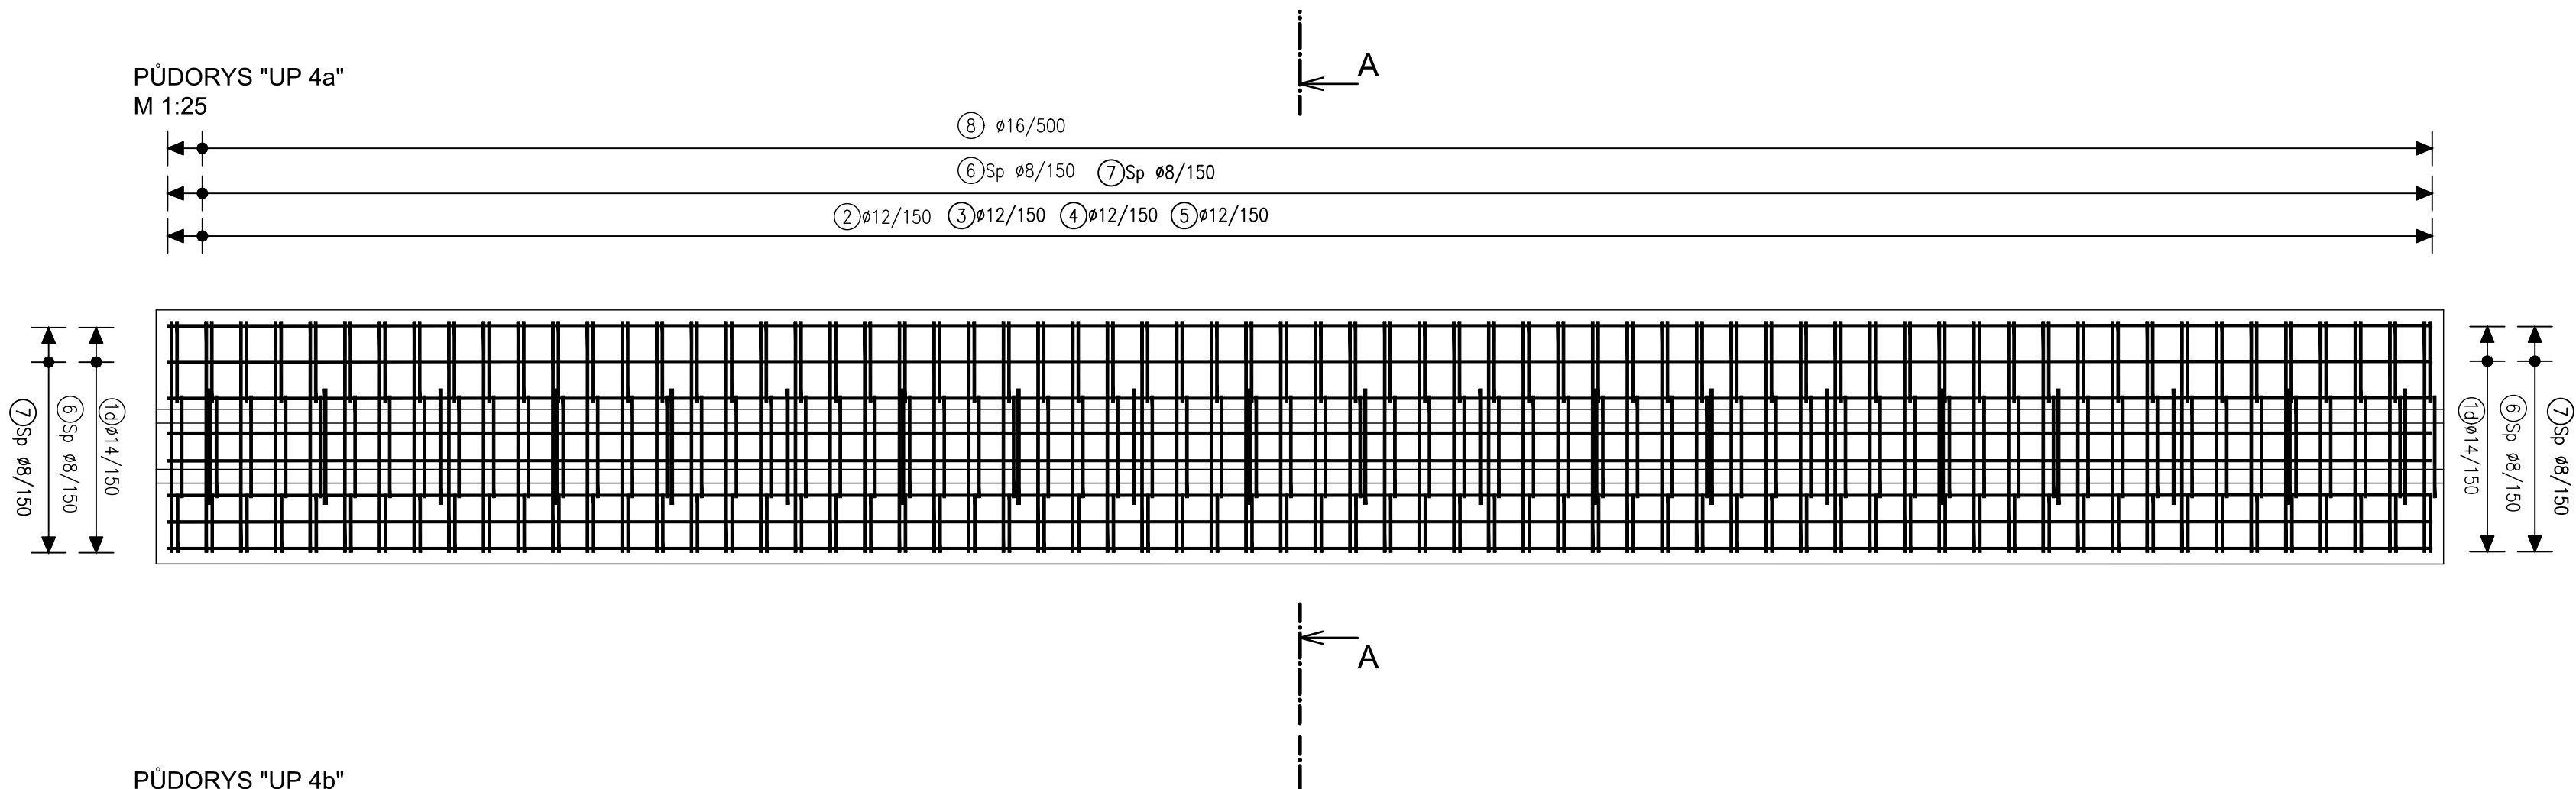 PŮDORYS "UP 4a"
M 1:25
A
8 ø16/500
6 Sp ø8/150 7 Sp ø8/150
2 ø12/150 3 ø12/150 4 ø12/150 5 ø12/150
7 Sp ø8/150
6 Sp ø8/150
1d ø14/150
1d ø14/150
6 Sp ø8/150
7 Sp ø8/150
A
PŮDORYS "UP 4b"